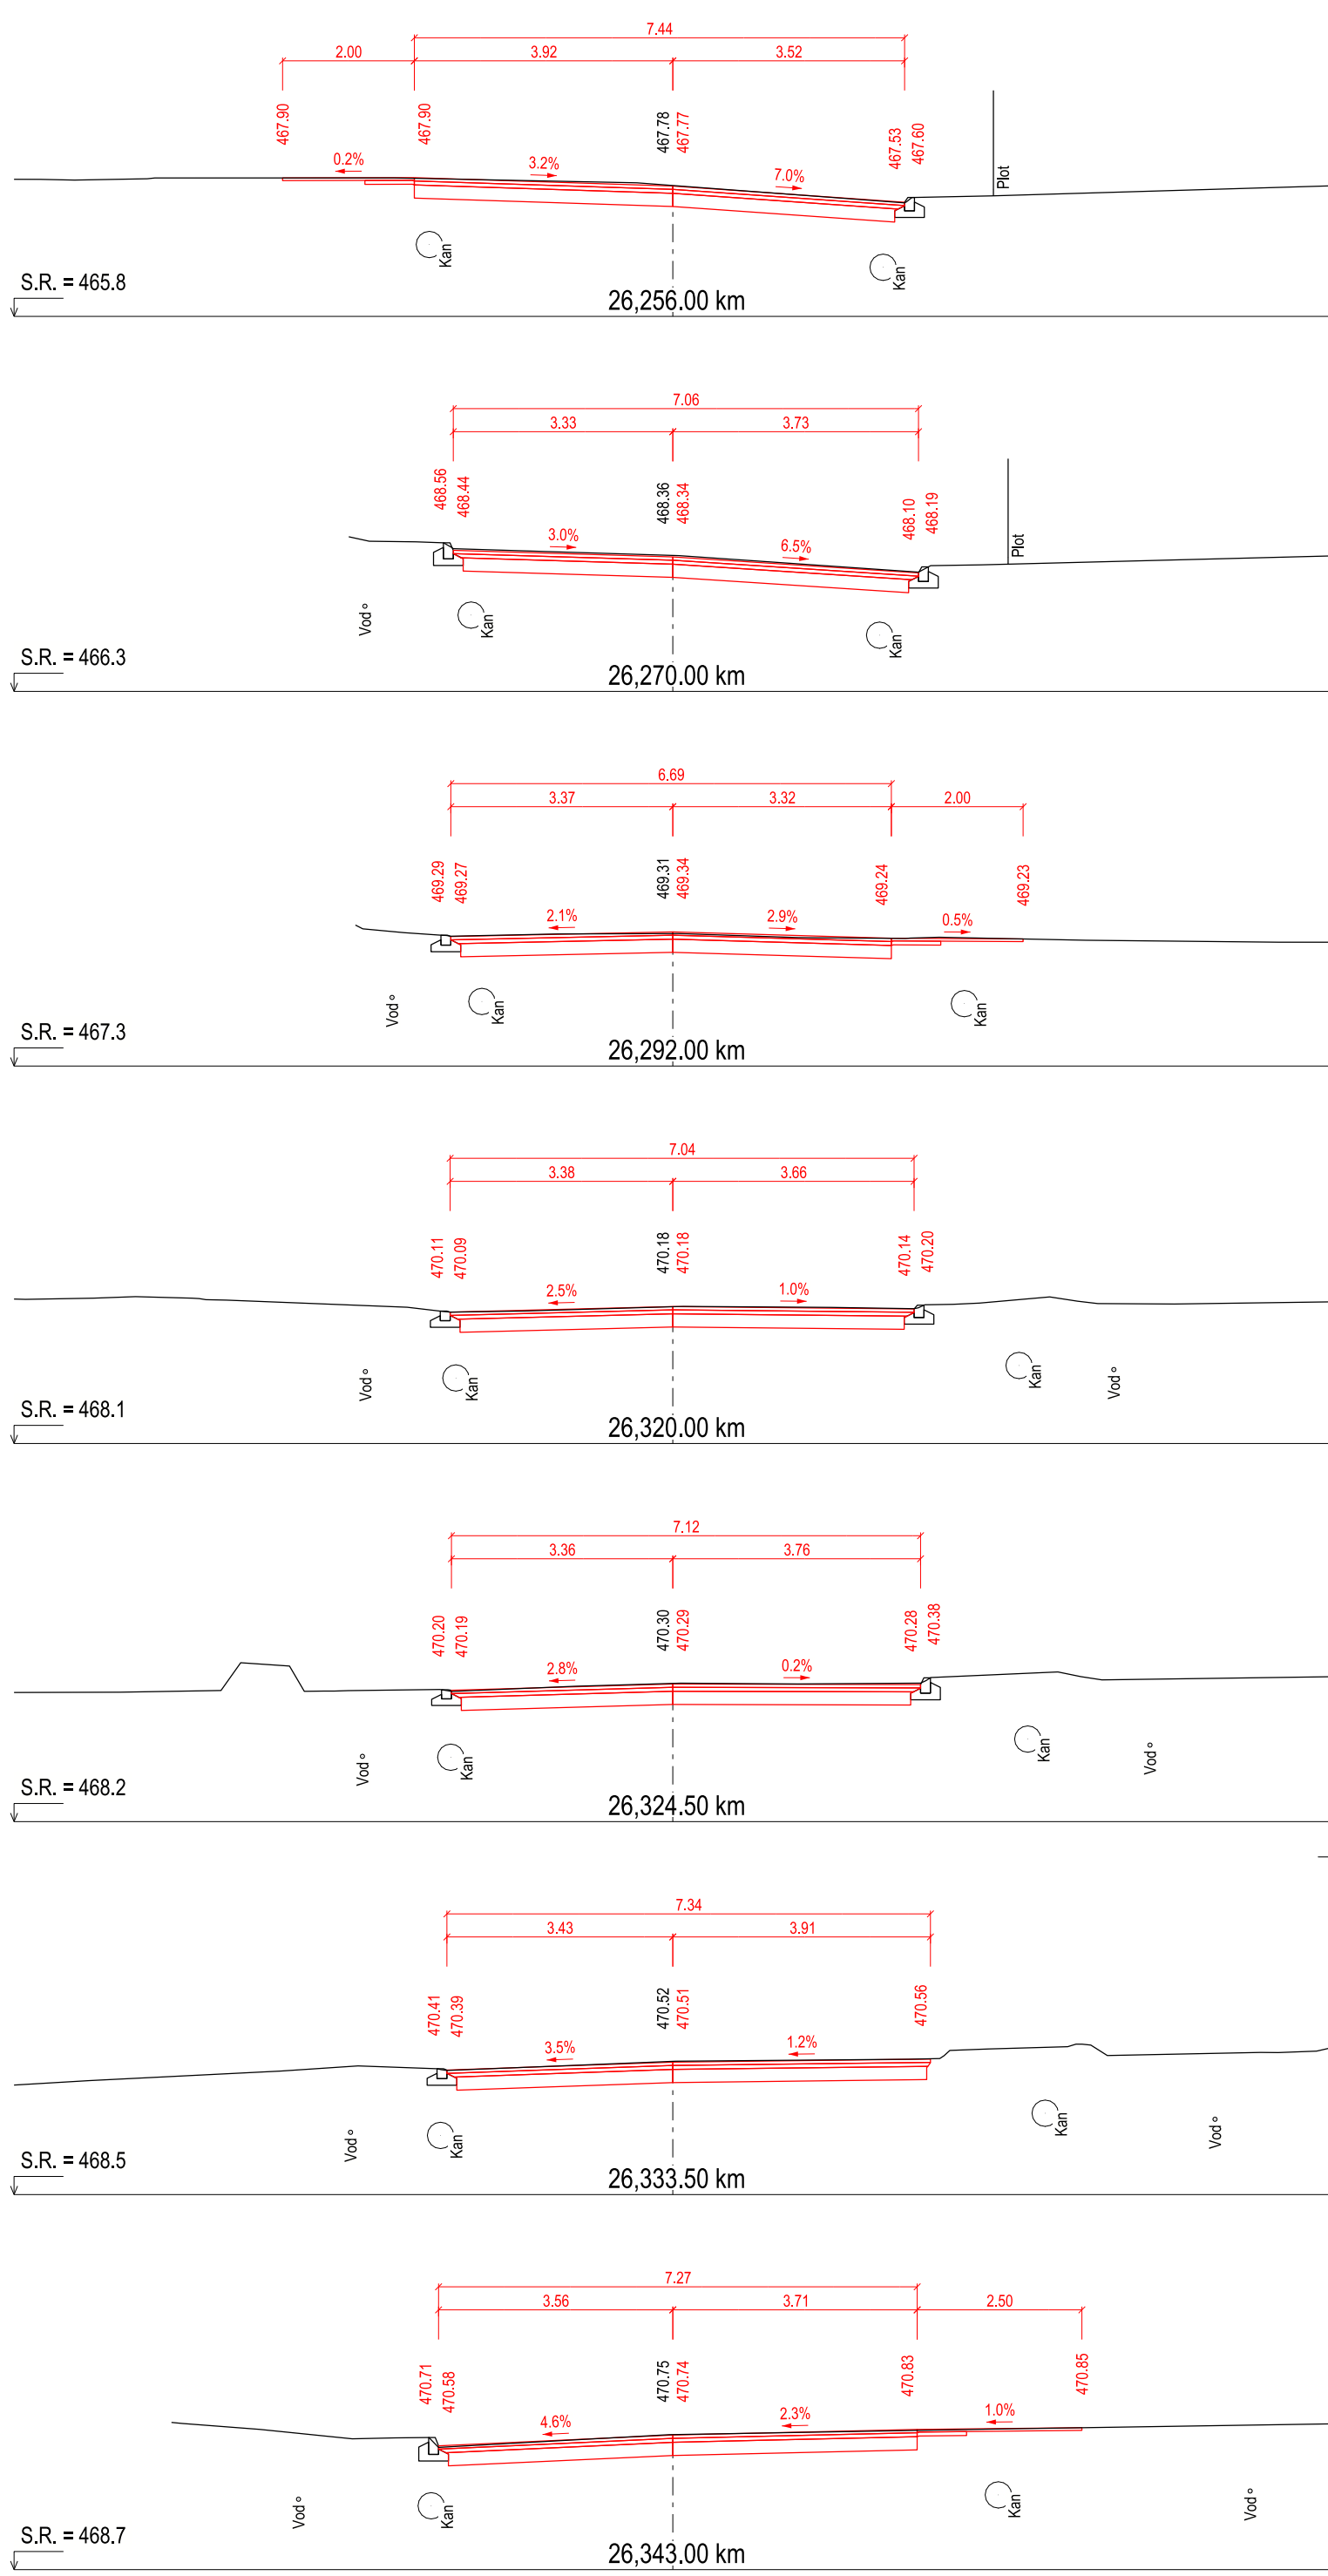 7.44
2.00 3.92 3.52
467.90 467.90 467.78 467.77 467.53 467.60
Plot
0.2% 3.2% 7.0%
Kan Kan
S.R. = 465.8
26,256.00 km
7.06
3.33 3.73
468.56 468.44 468.36 468.34 468.10 468.19
Plot
3.0% 6.5%
Vod Kan Kan
S.R. = 466.3
26,270.00 km
6.69
3.37 3.32 2.00
469.29 469.27 469.31 469.34 469.24 469.23
2.1% 2.9% 0.5%
Vod Kan Kan
S.R. = 467.3
26,292.00 km
7.04
3.38 3.66
470.11 470.09 470.18 470.18 470.14 470.20
2.5% 1.0%
Vod Kan Kan Vod
S.R. = 468.1
26,320.00 km
7.12
3.36 3.76
470.20 470.19 470.30 470.29 470.28 470.38
2.8% 0.2%
Vod Kan Kan Vod
S.R. = 468.2
26,324.50 km
7.34
3.43 3.91
470.41 470.39 470.52 470.51 470.56
3.5% 1.2%
Vod Kan Kan Vod
S.R. = 468.5
26,333.50 km
7.27
3.56 3.71 2.50
470.71 470.58 470.75 470.74 470.83 470.85
4.6% 2.3% 1.0%
Vod Kan Kan Vod
S.R. = 468.7
26,343.00 km